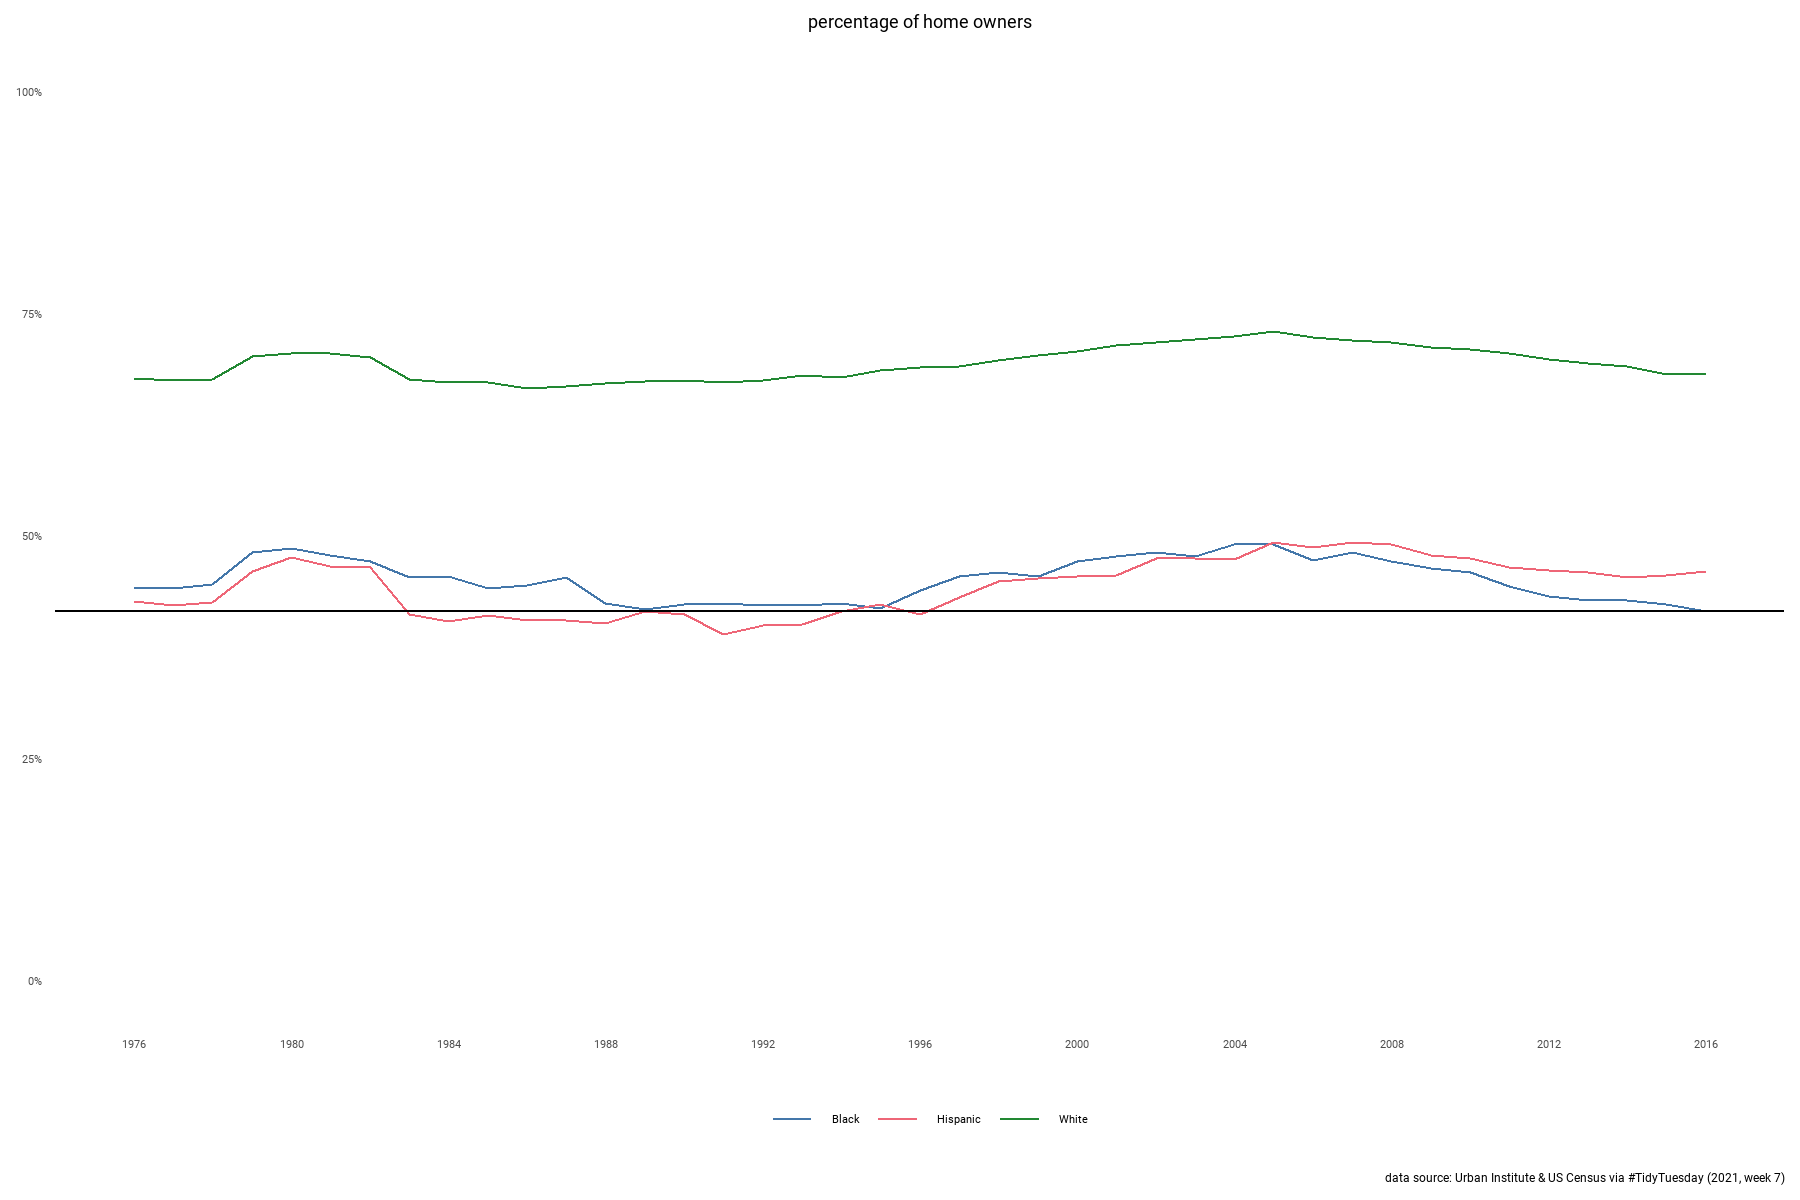 percentage of home owners
100%
75%
50%
25%
0%
1976 1980 1984 1988 1992 1996 2000 2004 2008 2012 2016
Black Hispanic White
data source: Urban Institute & US Census via #TidyTuesday (2021, week 7)